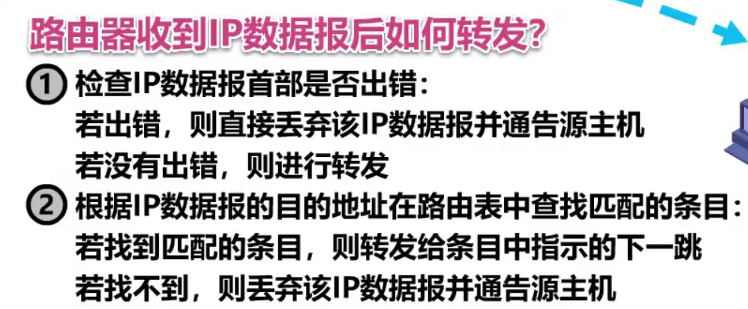 路由器收到IP数据报后如何转发？
① 检查IP数据报首部是否出错：
若出错，则直接丢弃该IP数据报并通告源主机
若没有出错，则进行转发
② 根据IP数据报的目的地址在路由表中查找匹配的条目：
若找到匹配的条目，则转发给条目中指示的下一跳
若找不到，则丢弃该IP数据报并通告源主机